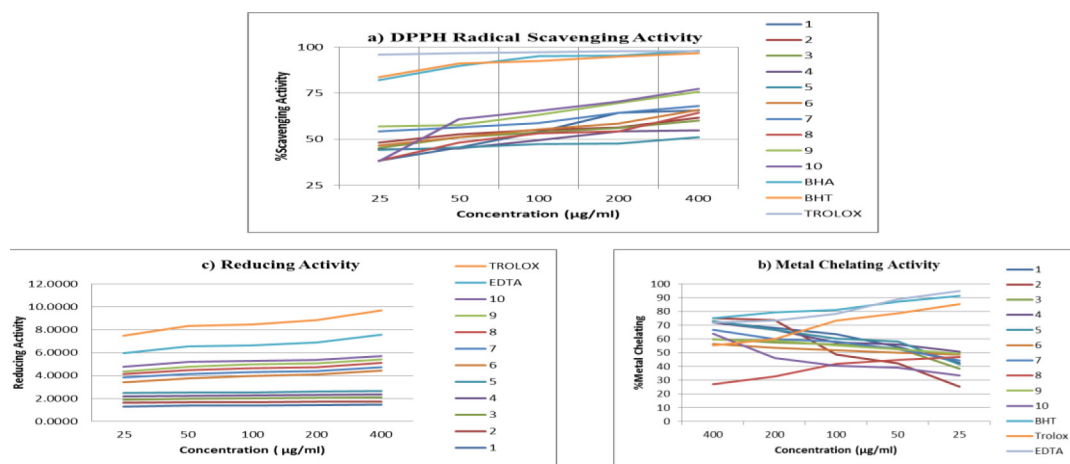 a) DPPH Radical Scavenging Activity
%Scavenging Activity
100
75
50
25
25 50 100 200 400
Concentration (µg/ml)
1
2
3
4
5
6
7
8
9
10
BHA
BHT
TROLOX
c) Reducing Activity
Reducing Activity
12.0000
10.0000
8.0000
6.0000
4.0000
2.0000
0.0000
25 50 100 200 400
Concentration ( µg/ml)
TROLOX
EDTA
10
9
8
7
6
5
4
3
2
1
b) Metal Chelating Activity
%Metal Chelating
100
90
80
70
60
50
40
30
20
10
0
400 200 100 50 25
Concentration (µg/ml)
1
2
3
4
5
6
7
8
9
10
BHT
Trolox
EDTA